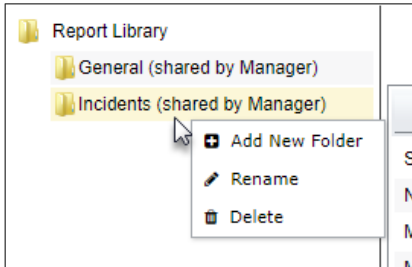 Report Library
General (shared by Manager)
Incidents (shared by Manager)
Add New Folder
Rename
Delete